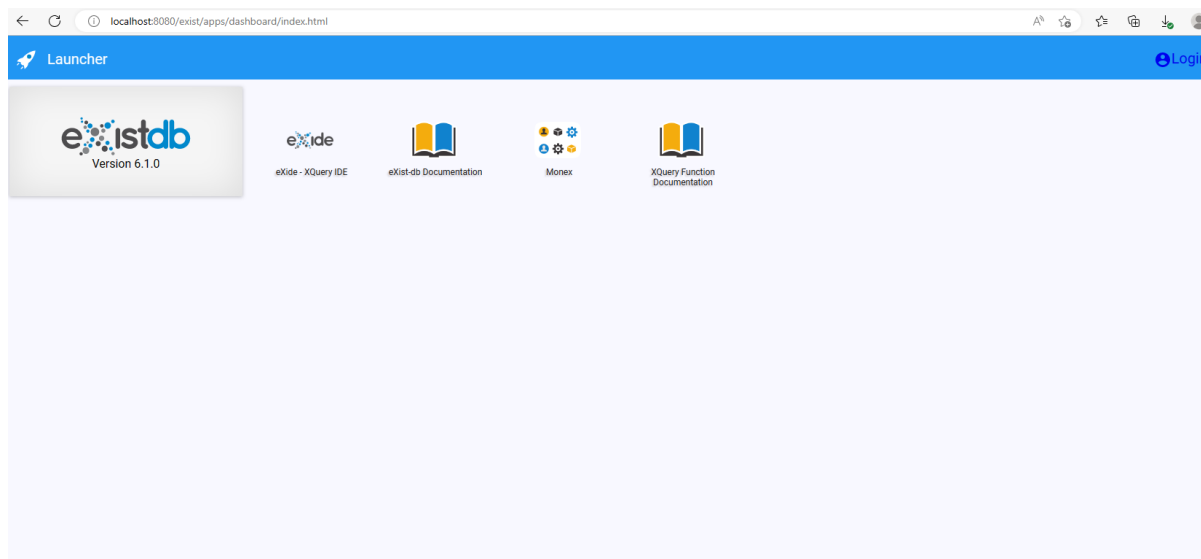 localhost:8080/exist/apps/dashboard/index.html
Launcher
Login
existdb
Version 6.1.0
exide
eXide - XQuery IDE
eXist-db Documentation
Monex
XQuery Function
Documentation